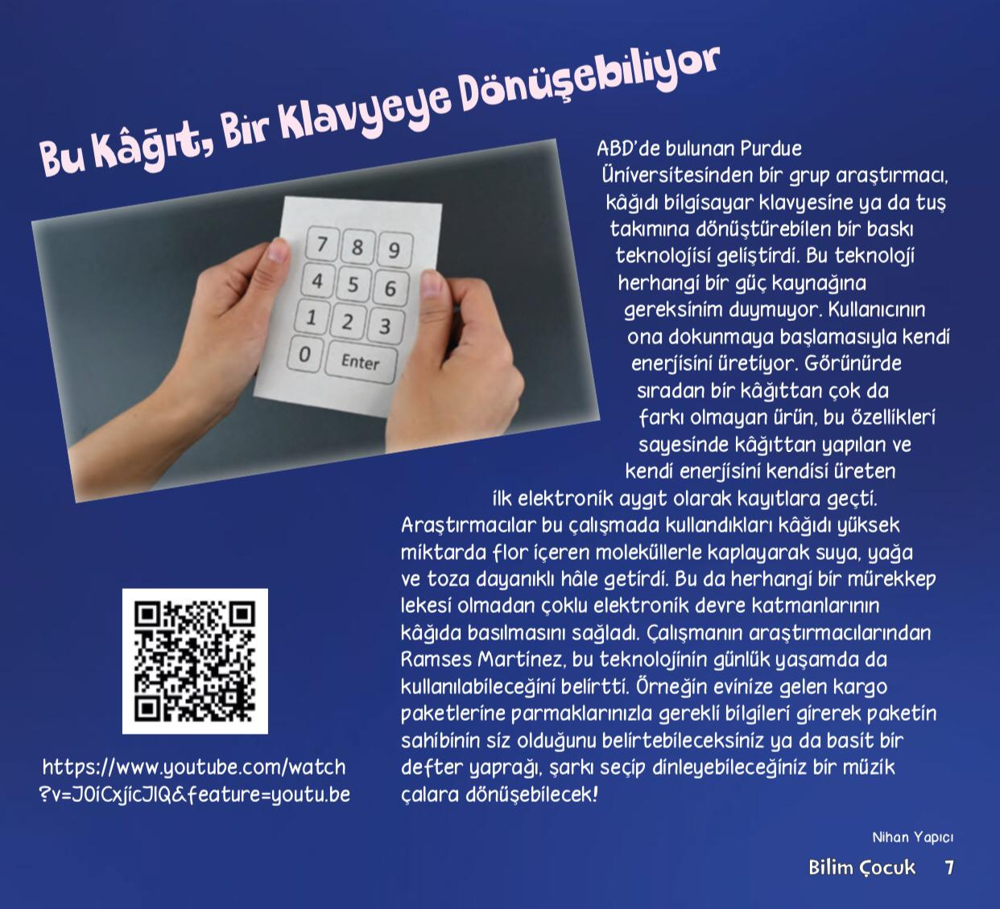 Bu Kâğıt, Bir Klavyeye Dönüşebiliyor
7 8 9
4 5 6
1 2 3
0 Enter
ABD'de bulunan Purdue
Üniversitesinden bir grup araştırmacı,
kâğıdı bilgisayar klavyesine ya da tuş
takımına dönüştürebilen bir baskı
teknolojisi geliştirdi. Bu teknoloji
herhangi bir güç kaynağına
gereksinim duymuyor. Kullanıcının
ona dokunmaya başlamasıyla kendi
enerjisini üretiyor. Görünürde
sıradan bir kâğıttan çok da
farkı olmayan ürün, bu özellikleri
sayesinde kâğıttan yapılan ve
kendi enerjisini kendisi üreten
ilk elektronik aygıt olarak kayıtlara geçti.
Araştırmacılar bu çalışmada kullandıkları kâğıdı yüksek
miktarda flor içeren moleküllerle kaplayarak suya, yağa
ve toza dayanıklı hâle getirdi. Bu da herhangi bir mürekkep
lekesi olmadan çoklu elektronik devre katmanlarının
kâğıda basılmasını sağladı. Çalışmanın araştırmacılarından
Ramses Martinez, bu teknolojinin günlük yaşamda da
kullanılabileceğini belirtti. Örneğin evinize gelen kargo
paketlerine parmaklarınızla gerekli bilgileri girerek paketin
sahibinin siz olduğunu belirtebileceksiniz ya da basit bir
defter yaprağı, şarkı seçip dinleyebileceğiniz bir müzik
çalara dönüşebilecek!
https://www.youtube.com/watch
?v=J0iCxjicJIQ&feature=youtu.be
Nihan Yapıcı
Bilim Çocuk 7